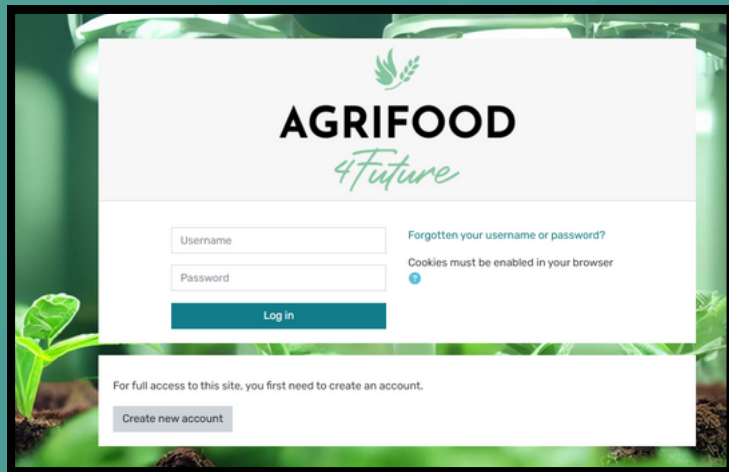 AGRIFOOD
4Future
Username
Forgotten your username or password?
Cookies must be enabled in your browser
?
Password
Log in
For full access to this site, you first need to create an account.
Create new account